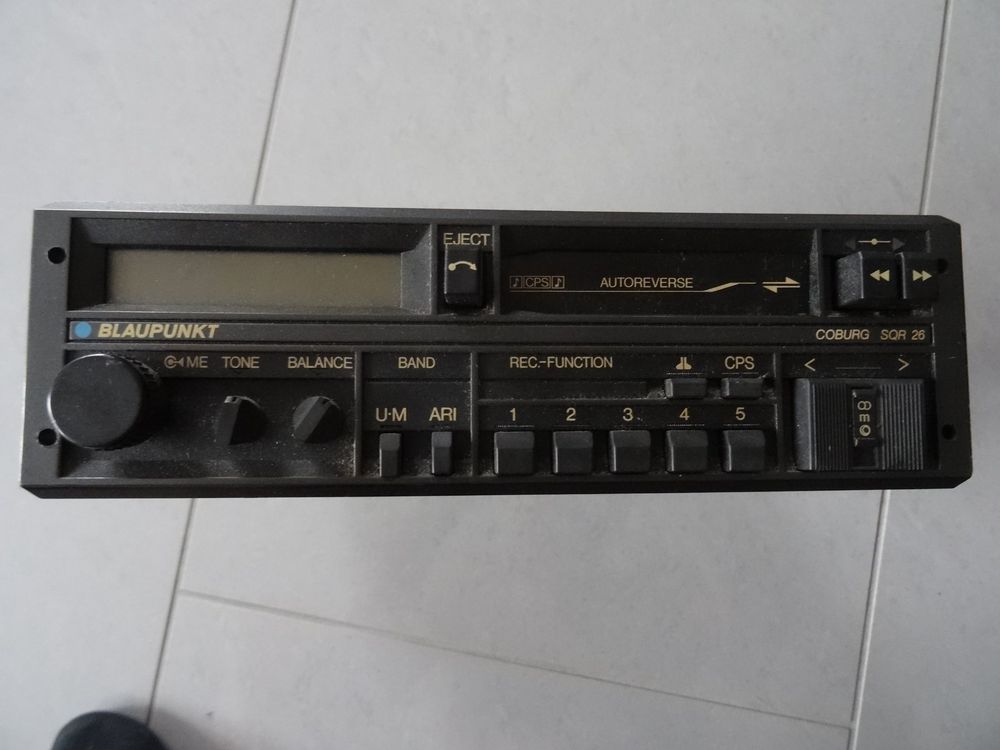 EJECT
CPS
AUTOREVERSE
BLAUPUNKT
COBURG SQR 26
ME TONE BALANCE
BAND
REC.-FUNCTION
CPS
< >
U·M ARI
1 2 3 4 5